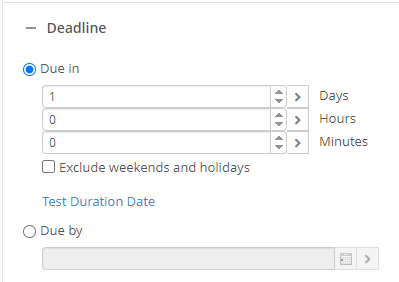 Deadline
Due in
1 Days
0 Hours
0 Minutes
Exclude weekends and holidays
Test Duration Date
Due by